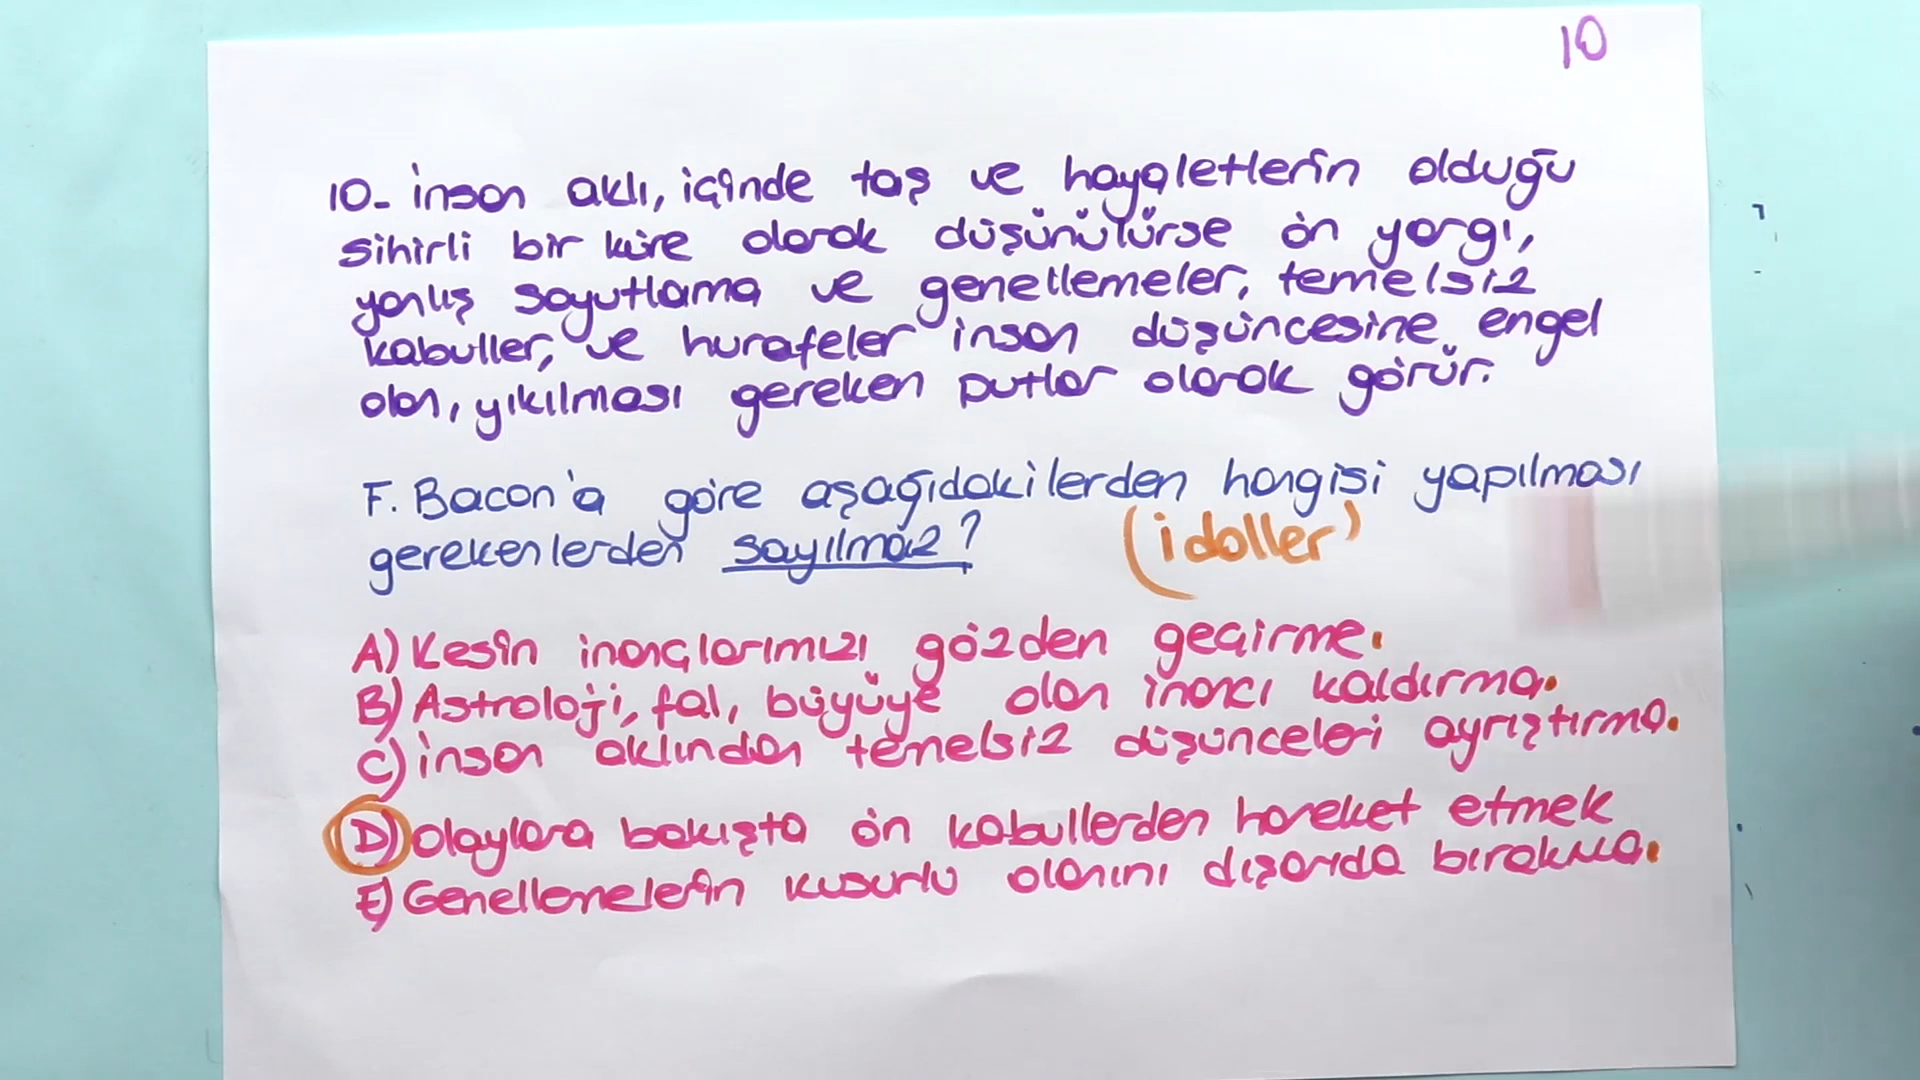 10
10- İnsan aklı, içinde taş ve hayaletlerin olduğu
sihirli bir küre olarak düşünülürse ön yargı,
yanlış soyutlama ve genellemeler, temelsiz
kabuller, ve hurafeler insan düşüncesine engel
olan, yıkılması gereken putlar olarak görür.
F. Bacon'a göre aşağıdakilerden hangisi yapılması
gerekenlerden sayılmaz?
(idoller)
A) Kesin inançlarımızı gözden geçirme.
B) Astroloji, fal, büyüye olan inancı kaldırma.
C) İnsan aklından temelsiz düşünceleri ayrıştırma.
D) Olaylara bakışta ön kabullerden hareket etmek
E) Genellemelerin kusurlu olanını dışarıda bırakma.